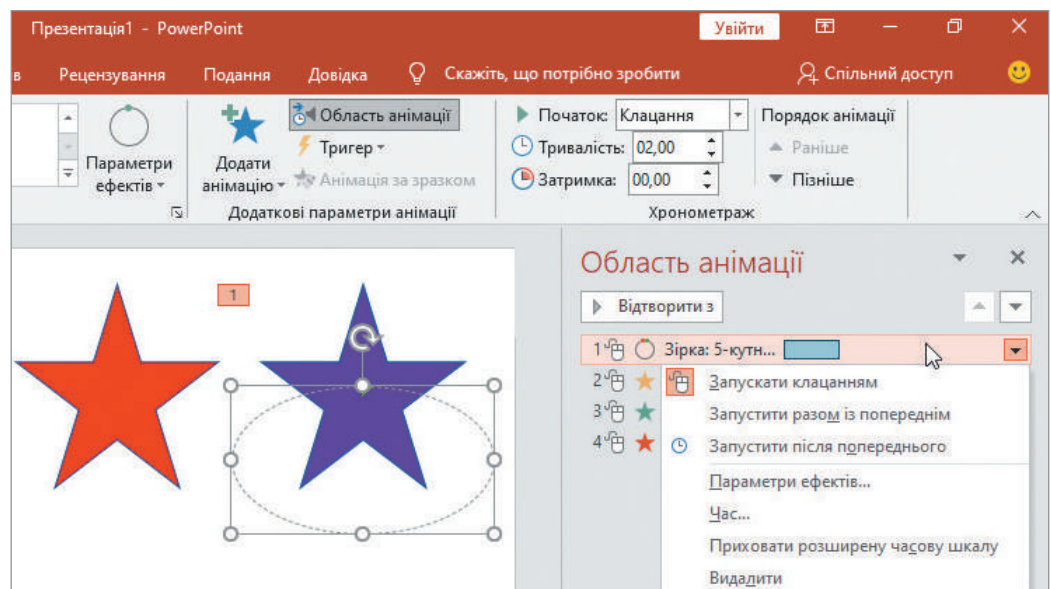 Презентація1 - PowerPoint
Увійти
в Рецензування Подання Довідка Скажіть, що потрібно зробити Спільний доступ
Параметри ефектів
Додати анімацію
Область анімації
Тригер
Анімація за зразком
Додаткові параметри анімації
Початок: Клацання
Тривалість: 02,00
Затримка: 00,00
Порядок анімації
Раніше
Пізніше
Хронометраж
1
Область анімації
Відтворити з
1 Зірка: 5-кутн...
2 Запускати клацанням
3 Запустити разом із попереднім
4 Запустити після попереднього
Параметри ефектів...
Час...
Приховати розширену часову шкалу
Видалити